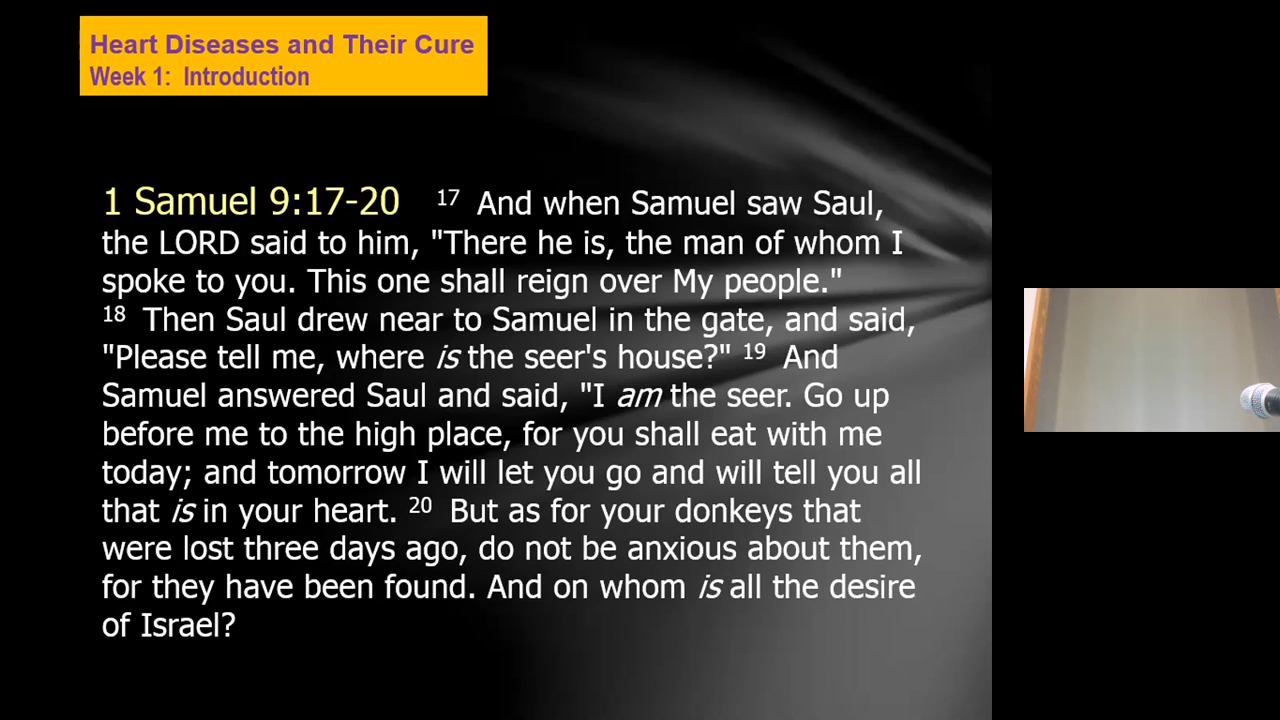 Heart Diseases and Their Cure
Week 1: Introduction
1 Samuel 9:17-20 17 And when Samuel saw Saul,
the LORD said to him, "There he is, the man of whom I
spoke to you. This one shall reign over My people."
18 Then Saul drew near to Samuel in the gate, and said,
"Please tell me, where is the seer's house?" 19 And
Samuel answered Saul and said, "I am the seer. Go up
before me to the high place, for you shall eat with me
today; and tomorrow I will let you go and will tell you all
that is in your heart. 20 But as for your donkeys that
were lost three days ago, do not be anxious about them,
for they have been found. And on whom is all the desire
of Israel?